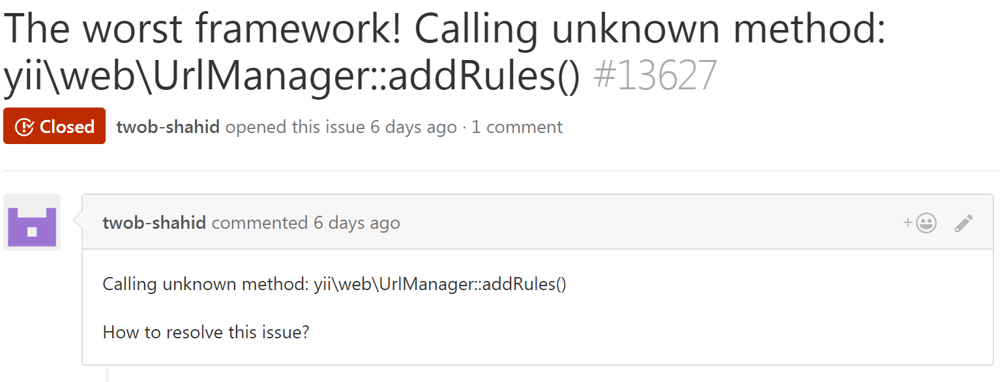 The worst framework! Calling unknown method:
yii\web\UrlManager::addRules() #13627
Closed twob-shahid opened this issue 6 days ago · 1 comment
twob-shahid commented 6 days ago
Calling unknown method: yii\web\UrlManager::addRules()
How to resolve this issue?